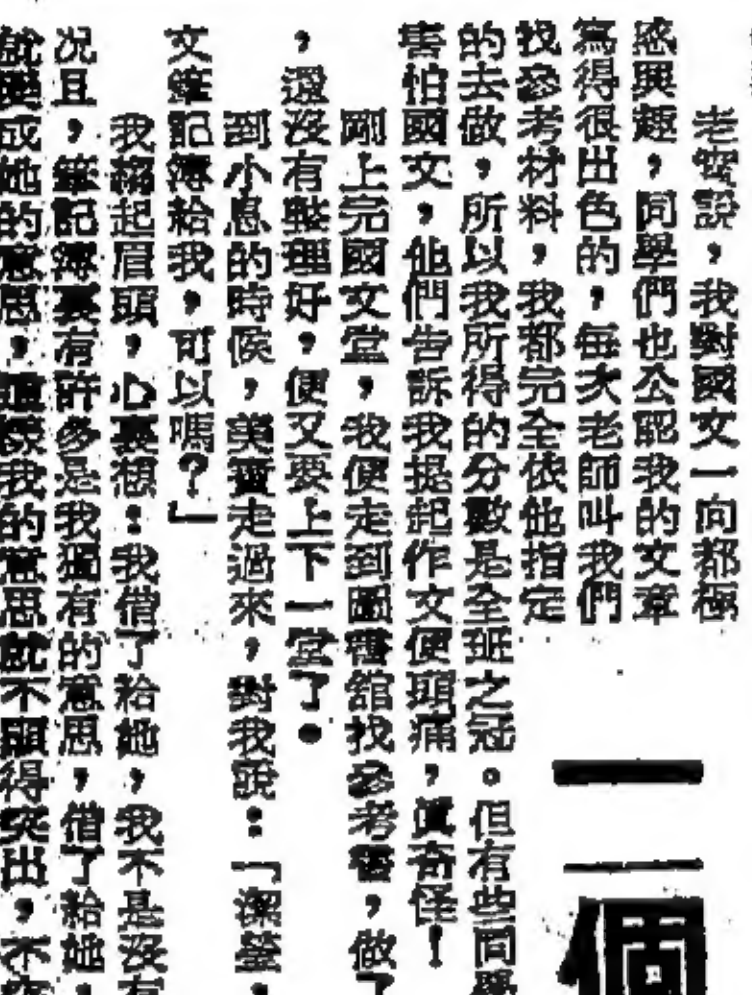 老實說，我對國文一向都極
感興趣，同學們也公認我的文章
寫得很出色的，每次老師叫我們
找參考材料，我都完全依他指定
的去做，所以我所得的分數是全班之冠。但有些同學
害怕國文，他們告訴我提起作文便頭痛，真奇怪！
剛上完國文堂，我便走到圖書館找參考書，做了
，還沒有整理好，便又要上下一堂了。
到小息的時候，美寶走過來，對我說：「潔瑩，
文筆記簿給我，可以嗎？」
我縐起眉頭，心裏想：我借了給她，我不是沒有
況且，筆記簿裏有許多是我獨有的意思，借了給她，
就變成她的意思，這樣我的意思就不顯得突出，不
一個